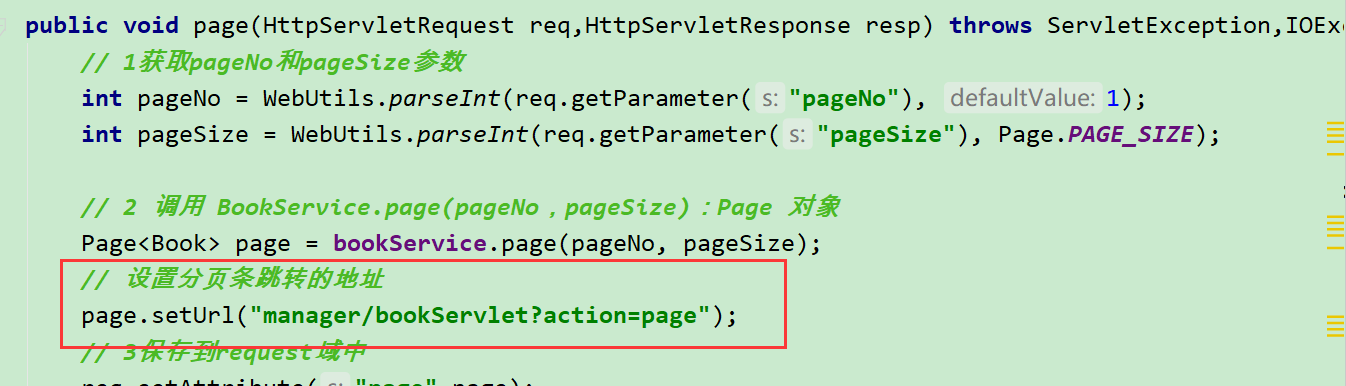 public void page(HttpServletRequest req,HttpServletResponse resp) throws ServletException,IOExc
// 1获取pageNo和pageSize参数
int pageNo = WebUtils.parseInt(req.getParameter( s: "pageNo"), defaultValue: 1);
int pageSize = WebUtils.parseInt(req.getParameter( s: "pageSize"), Page.PAGE_SIZE);
// 2 调用 BookService.page(pageNo，pageSize)：Page 对象
Page<Book> page = bookService.page(pageNo, pageSize);
// 设置分页条跳转的地址
page.setUrl("manager/bookServlet?action=page");
// 3保存到request域中
req.setAttribute( s: "page",page);